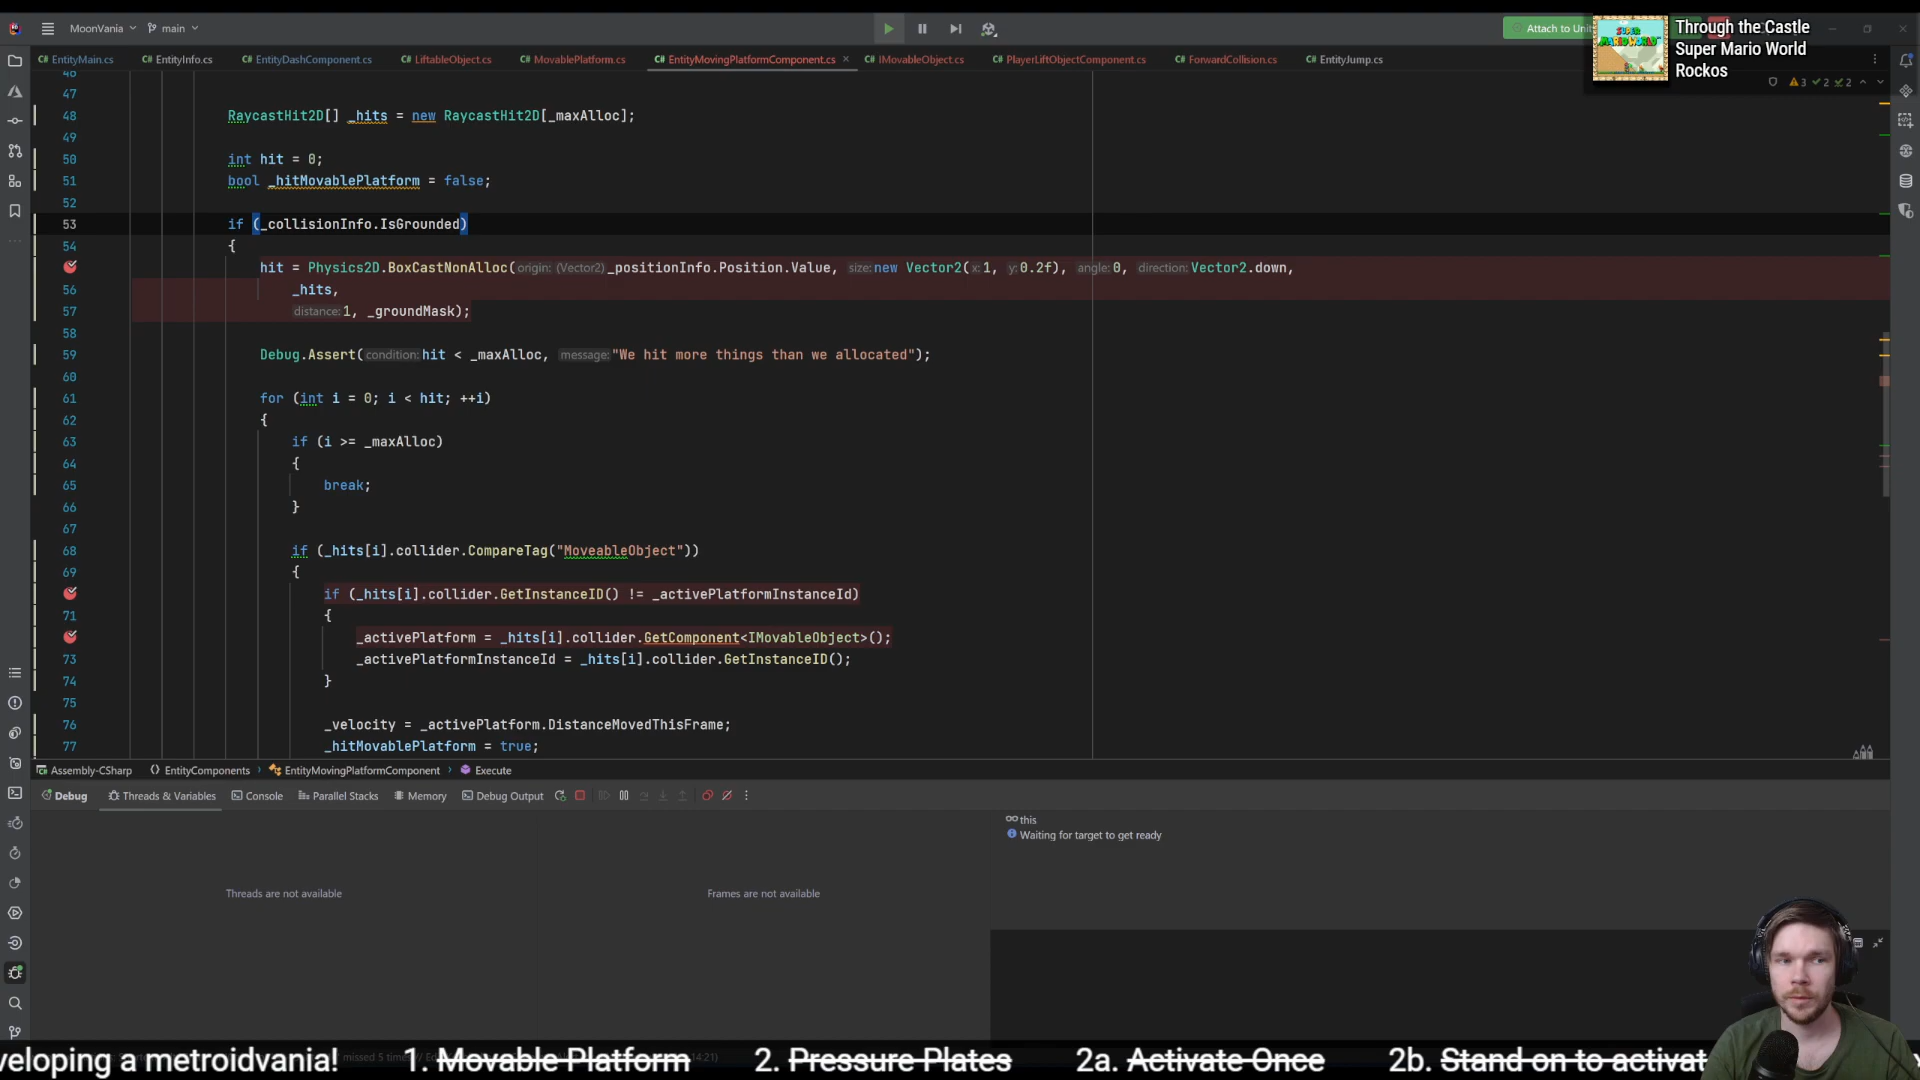 MoonVania
main
Attach to Unit
Through the Castle
Super Mario World
Rockos
EntityMain.cs
EntityInfo.cs
EntityDashComponent.cs
LiftableObject.cs
MovablePlatform.cs
EntityMovingPlatformComponent.cs
IMovableObject.cs
PlayerLiftObjectComponent.cs
ForwardCollision.cs
EntityJump.cs
3 2 2
46
47
48 RaycastHit2D[] _hits = new RaycastHit2D[_maxAlloc];
49
50 int hit = 0;
51 bool _hitMovablePlatform = false;
52
53 if (_collisionInfo.IsGrounded)
54 {
hit = Physics2D.BoxCastNonAlloc( origin: (Vector2) _positionInfo.Position.Value, size: new Vector2( x: 1, y: 0.2f), angle: 0, direction: Vector2.down,
56 _hits,
57 distance: 1, _groundMask);
58
59 Debug.Assert( condition: hit < _maxAlloc, message: "We hit more things than we allocated");
60
61 for (int i = 0; i < hit; ++i)
62 {
63 if (i >= _maxAlloc)
64 {
65 break;
66 }
67
68 if (_hits[i].collider.CompareTag("MoveableObject"))
69 {
if (_hits[i].collider.GetInstanceID() != _activePlatformInstanceId)
71 {
_activePlatform = _hits[i].collider.GetComponent<IMovableObject>();
73 _activePlatformInstanceId = _hits[i].collider.GetInstanceID();
74 }
75
76 _velocity = _activePlatform.DistanceMovedThisFrame;
77 _hitMovablePlatform = true;
Assembly-CSharp
EntityComponents
EntityMovingPlatformComponent
Execute
Debug
Threads & Variables
Console
Parallel Stacks
Memory
Debug Output
this
Waiting for target to get ready
Threads are not available
Frames are not available
veloping a metroidvania! 1. Movable Platform 2. Pressure Plates 2a. Activate Once 2b. Stand on to activat